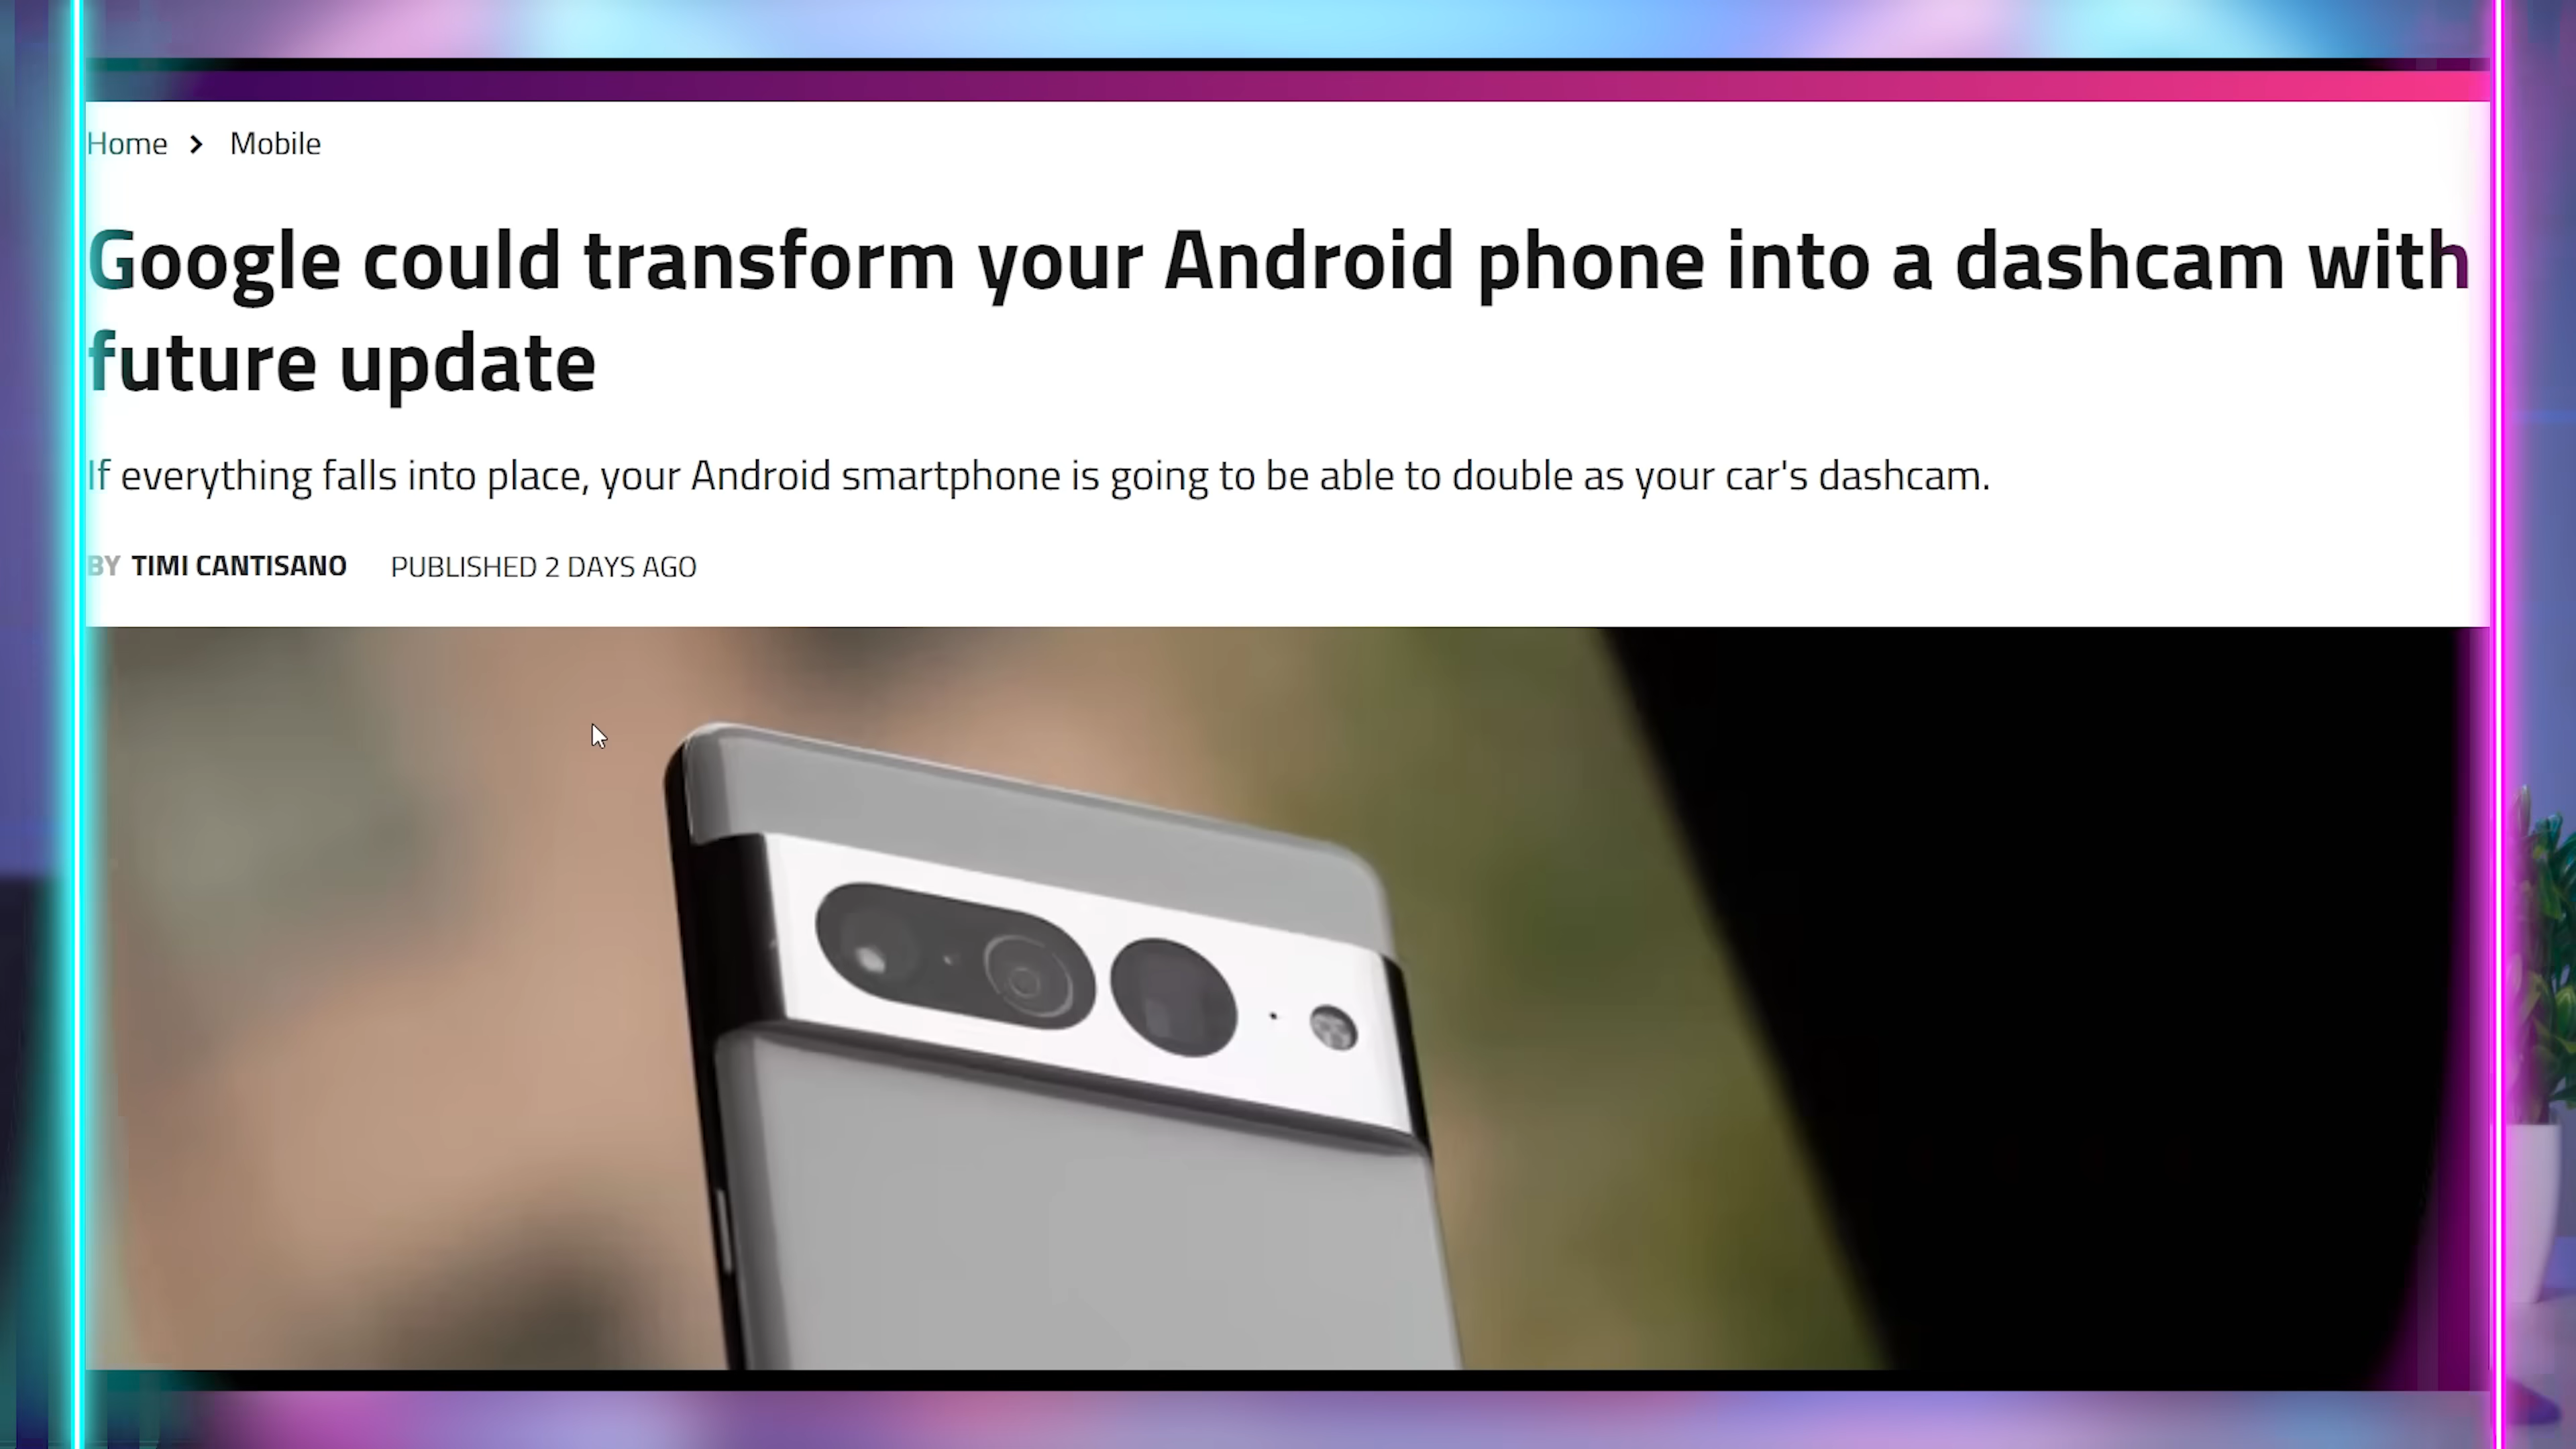 Home > Mobile
Google could transform your Android phone into a dashcam with
future update
If everything falls into place, your Android smartphone is going to be able to double as your car's dashcam.
BY TIMI CANTISANO PUBLISHED 2 DAYS AGO